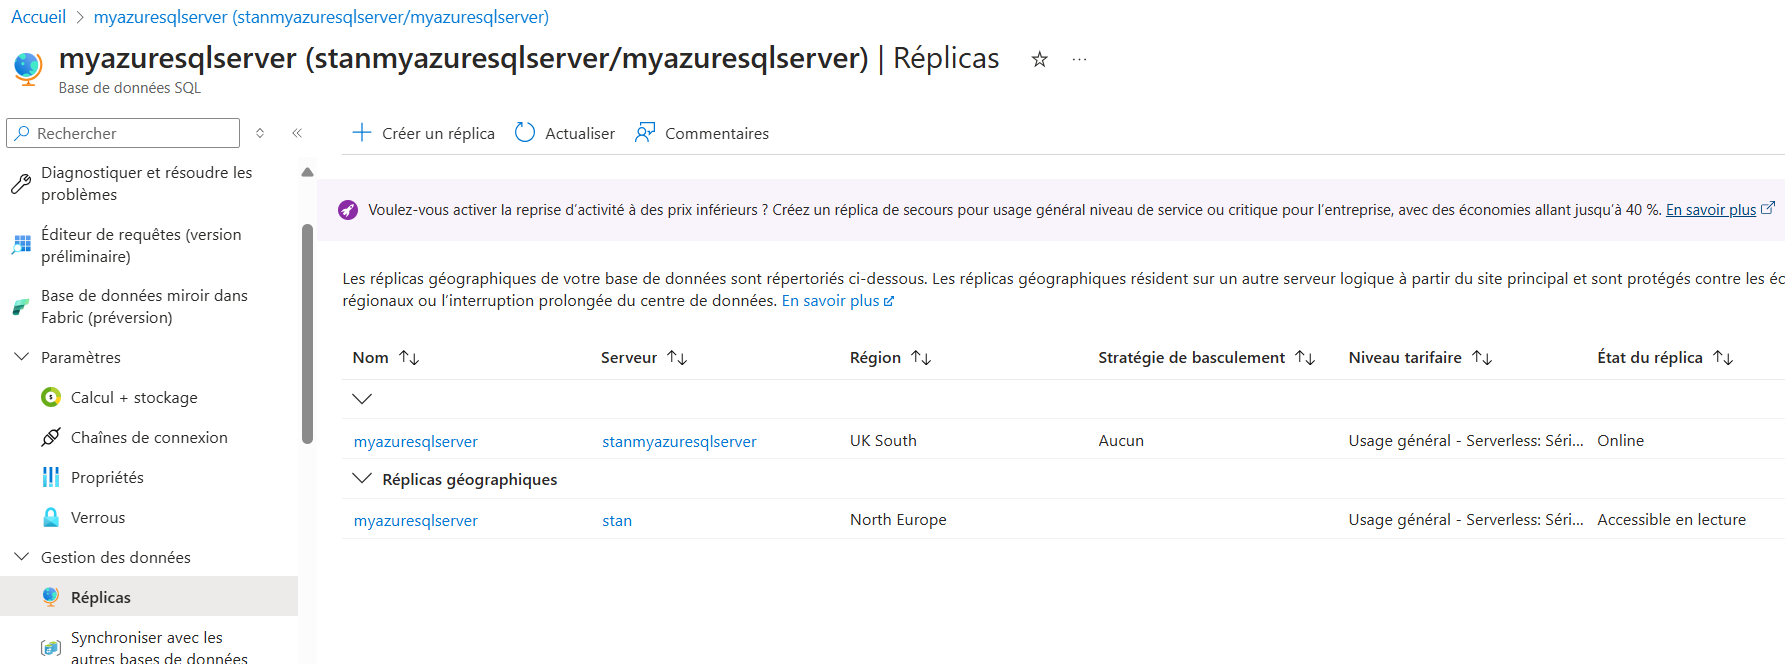 Accueil > myazuresqlserver (stanmyazuresqlserver/myazuresqlserver)
myazuresqlserver (stanmyazuresqlserver/myazuresqlserver) | Réplicas
Base de données SQL
Rechercher
Diagnostiquer et résoudre les
problèmes
Éditeur de requêtes (version
préliminaire)
Base de données miroir dans
Fabric (préversion)
Paramètres
Calcul + stockage
Chaînes de connexion
Propriétés
Verrous
Gestion des données
Réplicas
Synchroniser avec les
autres bases de données
Créer un réplica Actualiser Commentaires
Voulez-vous activer la reprise d’activité à des prix inférieurs ? Créez un réplica de secours pour usage général niveau de service ou critique pour l’entreprise, avec des économies allant jusqu’à 40 %. En savoir plus
Les réplicas géographiques de votre base de données sont répertoriés ci-dessous. Les réplicas géographiques résident sur un autre serveur logique à partir du site principal et sont protégés contre les éc
régionaux ou l’interruption prolongée du centre de données. En savoir plus
Nom Serveur Région Stratégie de basculement Niveau tarifaire État du réplica
myazuresqlserver stanmyazuresqlserver UK South Aucun Usage général - Serverless: Séri... Online
Réplicas géographiques
myazuresqlserver stan North Europe Usage général - Serverless: Séri... Accessible en lecture